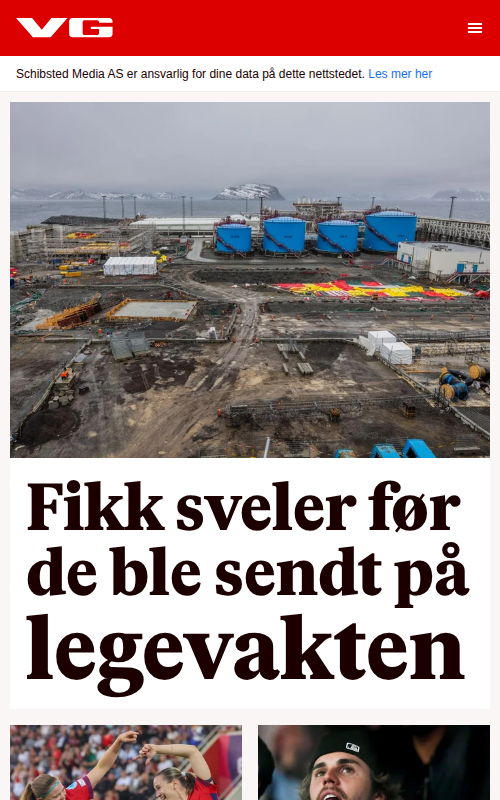 VG
Schibsted Media AS er ansvarlig for dine data på dette nettstedet. Les mer her
Fikk sveler før
de ble sendt på
legevakten